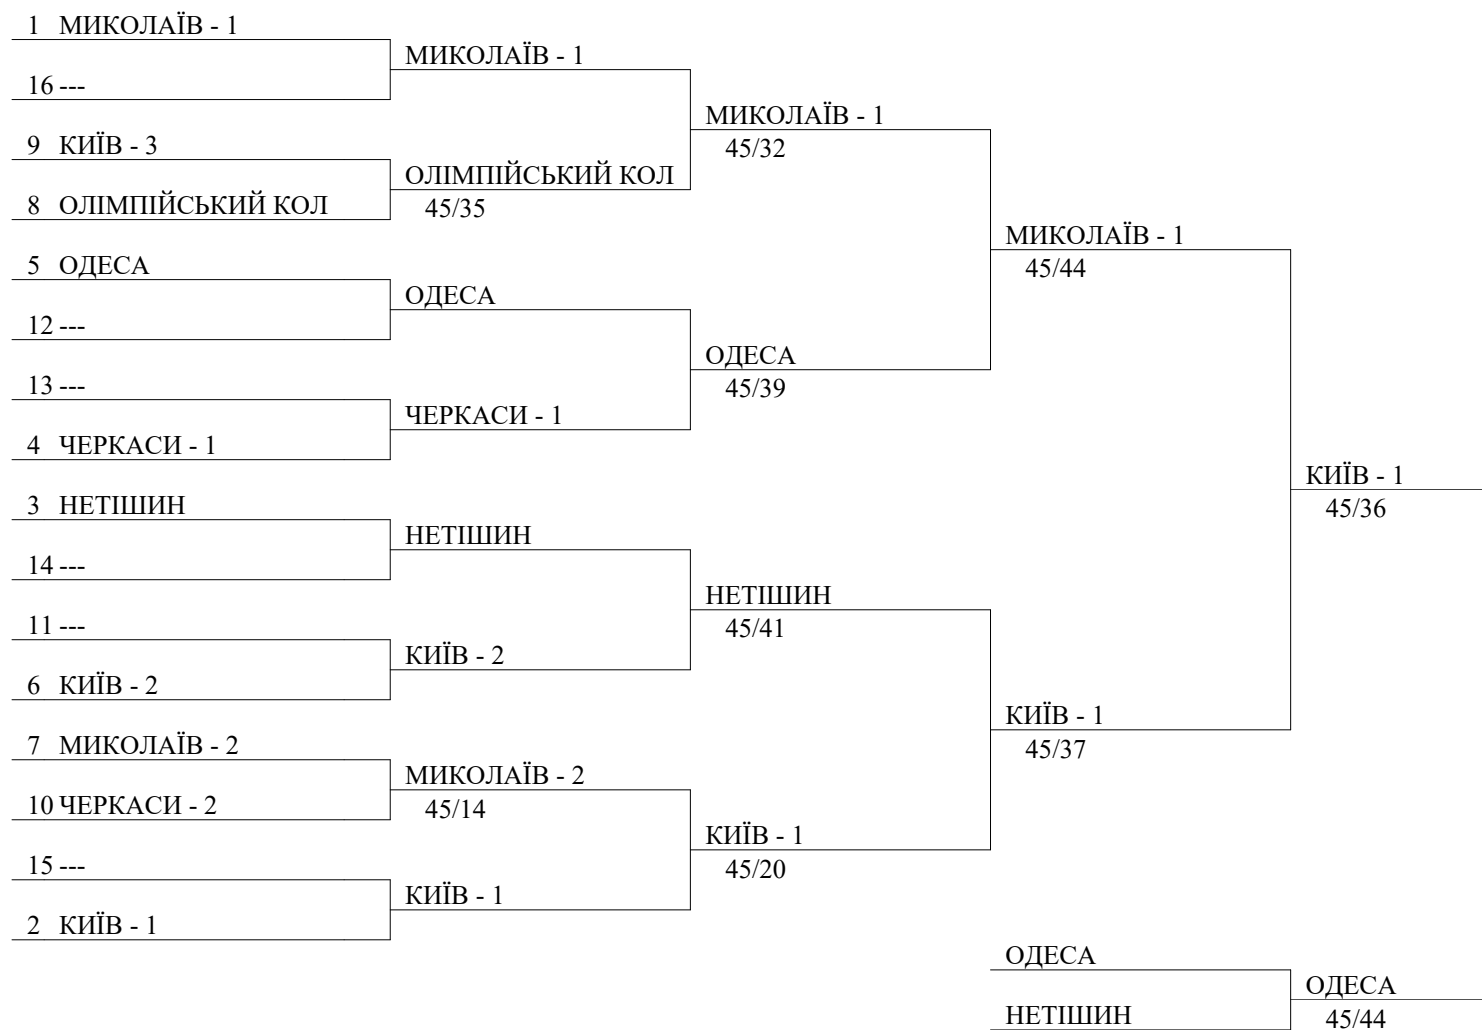 1 МИКОЛАЇВ - 1
МИКОЛАЇВ - 1
16 ---
МИКОЛАЇВ - 1
45/32
9 КИЇВ - 3
ОЛІМПІЙСЬКИЙ КОЛ
45/35
8 ОЛІМПІЙСЬКИЙ КОЛ
МИКОЛАЇВ - 1
45/44
5 ОДЕСА
ОДЕСА
12 ---
ОДЕСА
45/39
13 ---
ЧЕРКАСИ - 1
4 ЧЕРКАСИ - 1
КИЇВ - 1
45/36
3 НЕТІШИН
НЕТІШИН
14 ---
НЕТІШИН
45/41
11 ---
КИЇВ - 2
6 КИЇВ - 2
КИЇВ - 1
45/37
7 МИКОЛАЇВ - 2
МИКОЛАЇВ - 2
45/14
10 ЧЕРКАСИ - 2
КИЇВ - 1
45/20
15 ---
КИЇВ - 1
2 КИЇВ - 1
ОДЕСА
ОДЕСА
45/44
НЕТІШИН